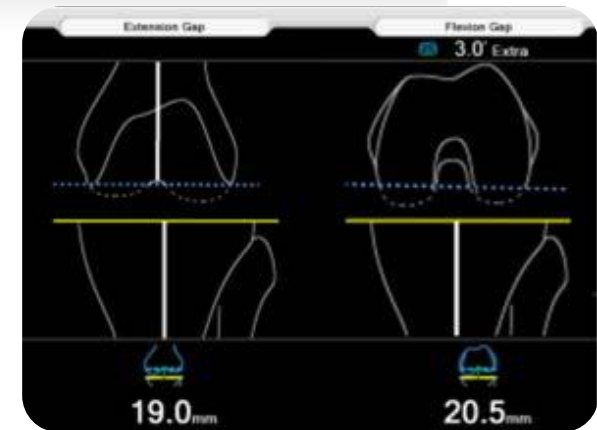 Extension Gap
Flexion Gap
3.0° Extra
19.0mm
20.5mm